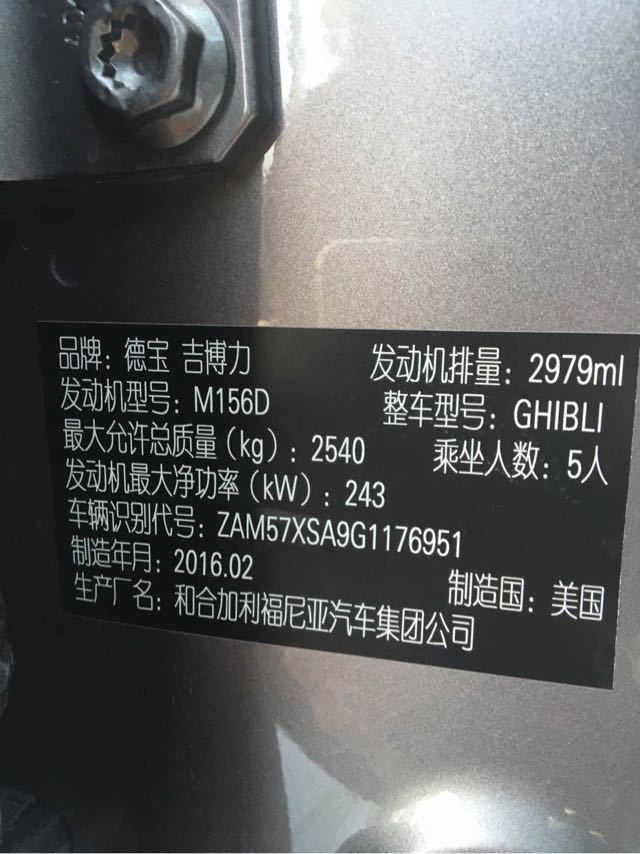 品牌：德宝 吉博力 发动机排量：2979ml
发动机型号：M156D 整车型号：GHIBLI
最大允许总质量（kg）：2540 乘坐人数：5人
发动机最大净功率（kW）：243
车辆识别代号：ZAM57XSA9G1176951
制造年月：2016.02 制造国：美国
生产厂名：和合加利福尼亚汽车集团公司